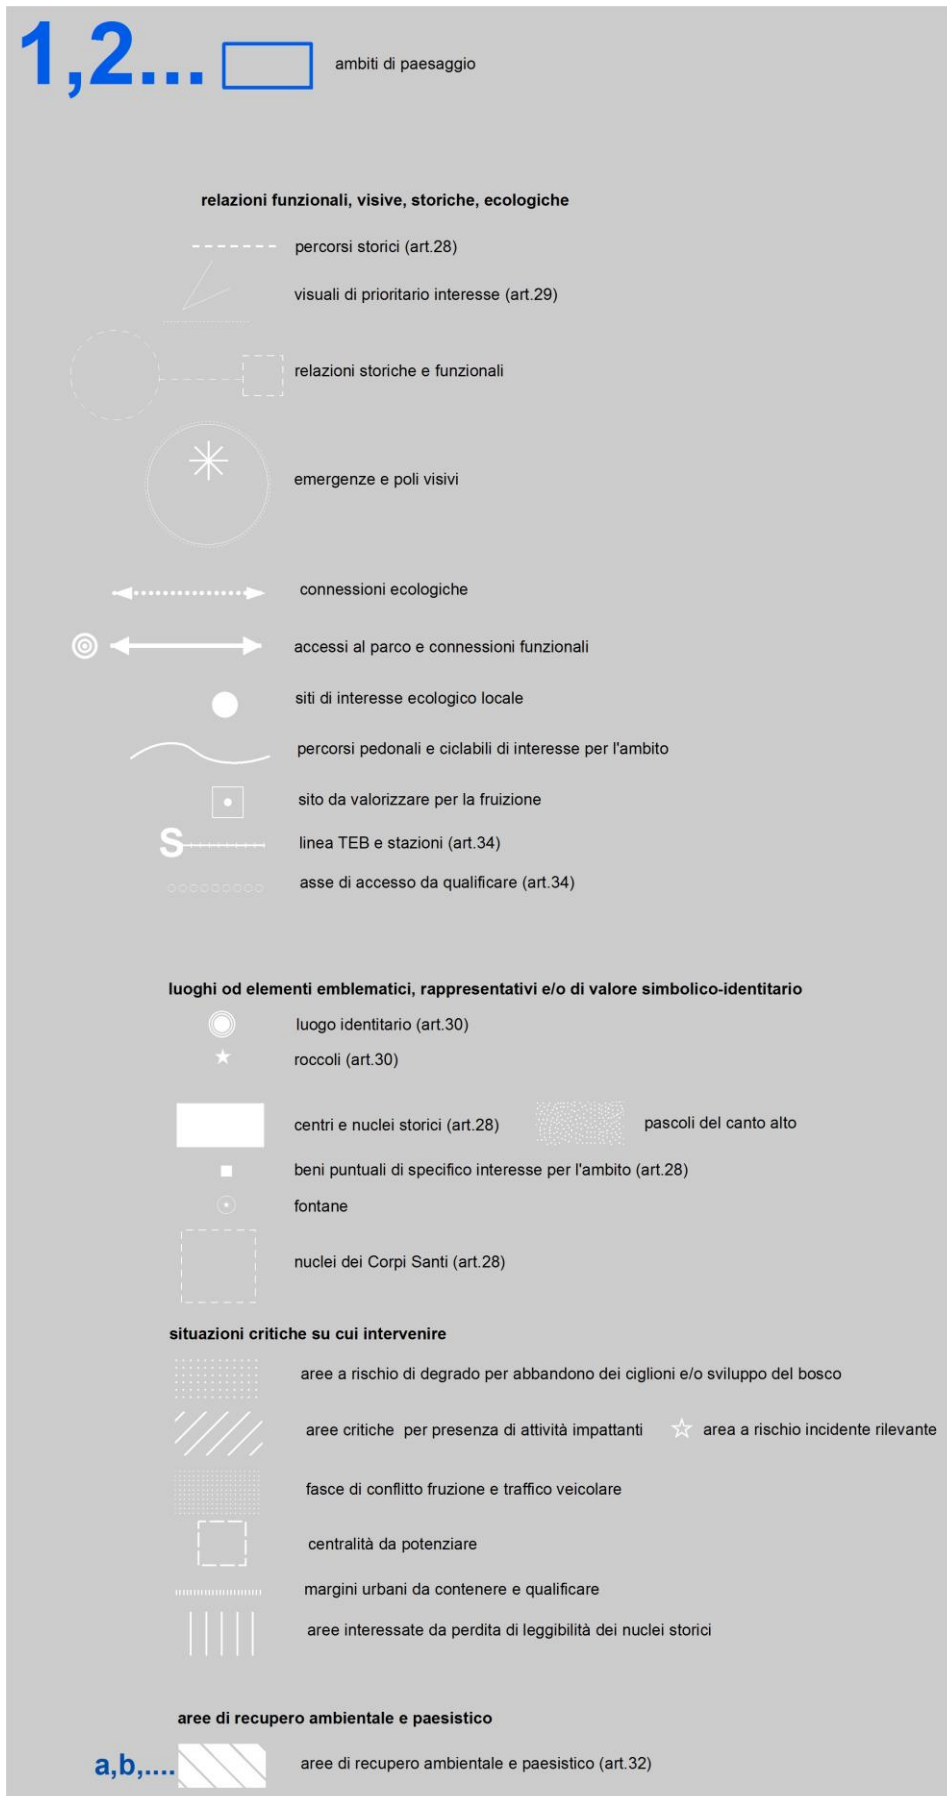 1,2... ambiti di paesaggio
relazioni funzionali, visive, storiche, ecologiche
percorsi storici (art.28)
visuali di prioritario interesse (art.29)
relazioni storiche e funzionali
emergenze e poli visivi
connessioni ecologiche
accessi al parco e connessioni funzionali
siti di interesse ecologico locale
percorsi pedonali e ciclabili di interesse per l'ambito
sito da valorizzare per la fruizione
S linea TEB e stazioni (art.34)
asse di accesso da qualificare (art.34)
luoghi od elementi emblematici, rappresentativi e/o di valore simbolico-identitario
luogo identitario (art.30)
roccoli (art.30)
centri e nuclei storici (art.28) pascoli del canto alto
beni puntuali di specifico interesse per l'ambito (art.28)
fontane
nuclei dei Corpi Santi (art.28)
situazioni critiche su cui intervenire
aree a rischio di degrado per abbandono dei ciglioni e/o sviluppo del bosco
aree critiche per presenza di attività impattanti area a rischio incidente rilevante
fasce di conflitto fruzione e traffico veicolare
centralità da potenziare
margini urbani da contenere e qualificare
aree interessate da perdita di leggibilità dei nuclei storici
aree di recupero ambientale e paesistico
a,b,.... aree di recupero ambientale e paesistico (art.32)